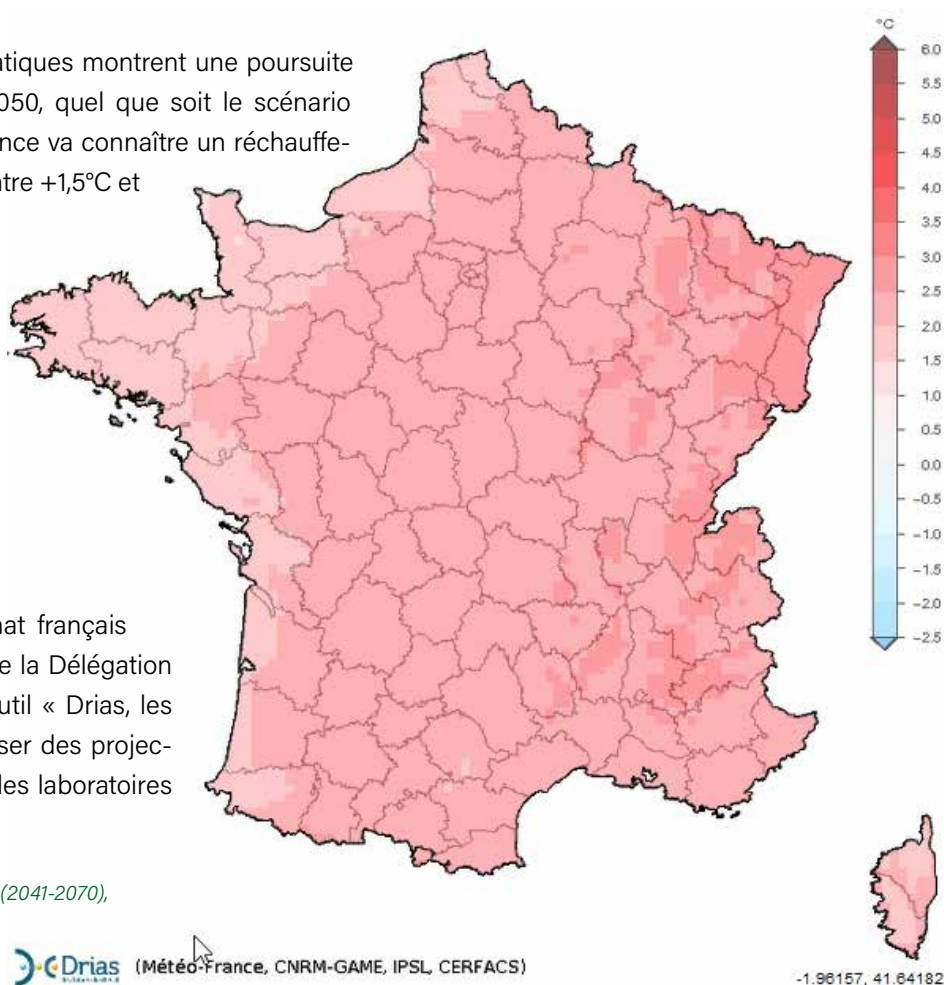 °C
atiques montrent une poursuite
050, quel que soit le scénario
nce va connaître un réchauffe-
ntre +1,5°C et
6.0
5.5
5.0
4.5
4.0
3.5
3.0
2.5
2.0
1.5
1.0
0.5
0.0
-0.5
-1.0
-1.5
-2.0
-2.5
nat français
e la Délégation
util « Drias, les
ser des projec-
les laboratoires
(2041-2070),
Drias (Météo-France, CNRM-GAME, IPSL, CERFACS)
-1.96157, 41.64182